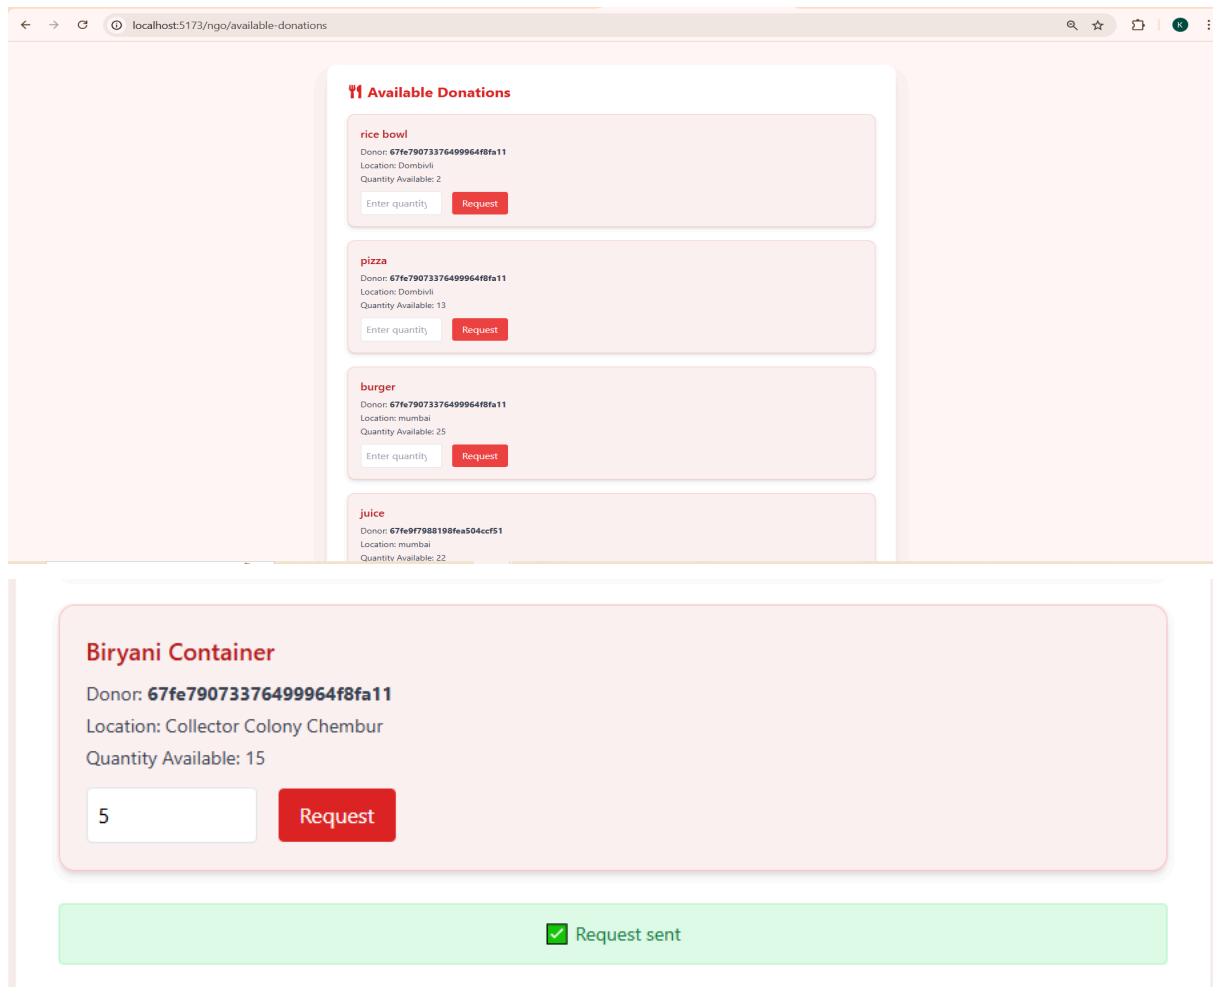 localhost:5173/ngo/available-donations
K
Available Donations
rice bowl
Donor: 67fe79073376499964f8fa11
Location: Dombivli
Quantity Available: 2
Enter quantity
Request
pizza
Donor: 67fe79073376499964f8fa11
Location: Dombivli
Quantity Available: 13
Enter quantity
Request
burger
Donor: 67fe79073376499964f8fa11
Location: mumbai
Quantity Available: 25
Enter quantity
Request
juice
Donor: 67fe9f7988198fea504ccf51
Location: mumbai
Quantity Available: 22
Biryani Container
Donor: 67fe79073376499964f8fa11
Location: Collector Colony Chembur
Quantity Available: 15
5
Request
✅ Request sent